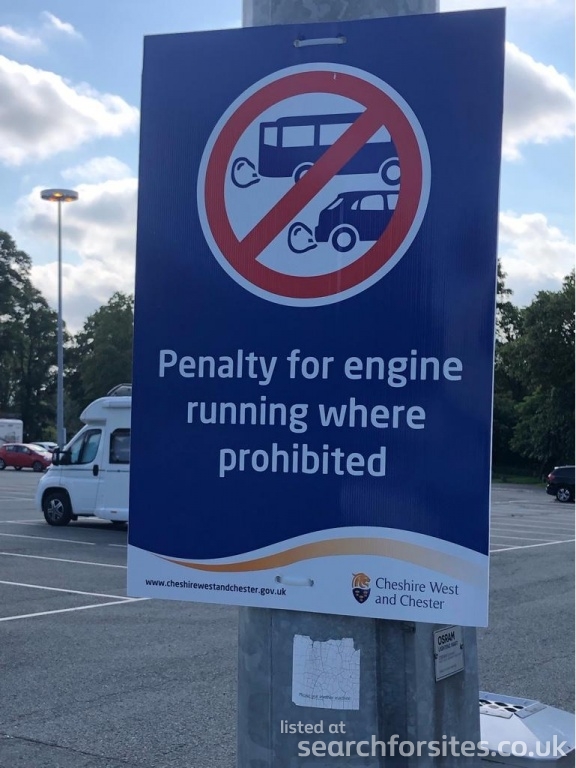 Penalty for engine
running where
prohibited
www.cheshirewestandchester.gov.uk
Cheshire West
and Chester
OSRAM
listed at
searchforsites.co.uk